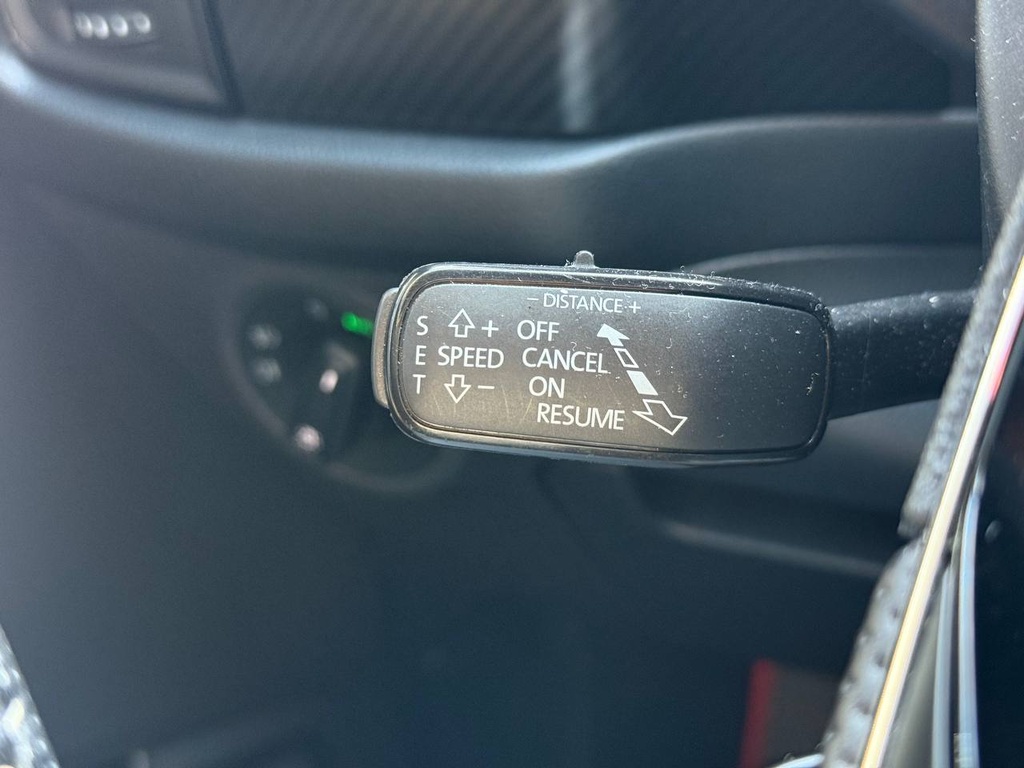 - DISTANCE +
S + OFF
E SPEED CANCEL
T - ON
RESUME